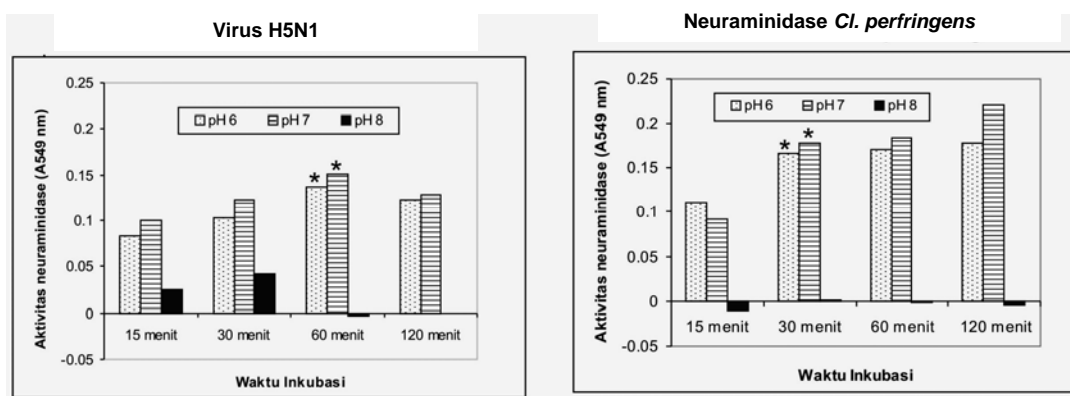 Virus H5N1
Aktivitas neuraminidase (A549 nm)
0.25
0.2
0.15
0.1
0.05
0
-0.05
pH 6 pH 7 pH 8
* *
15 menit 30 menit 60 menit 120 menit
Waktu Inkubasi
Neuraminidase Cl. perfringens
Aktivitas neuraminidase (A549 nm)
0.25
0.2
0.15
0.1
0.05
0
-0.05
pH 6 pH 7 pH 8
* *
15 menit 30 menit 60 menit 120 menit
Waktu Inkubasi